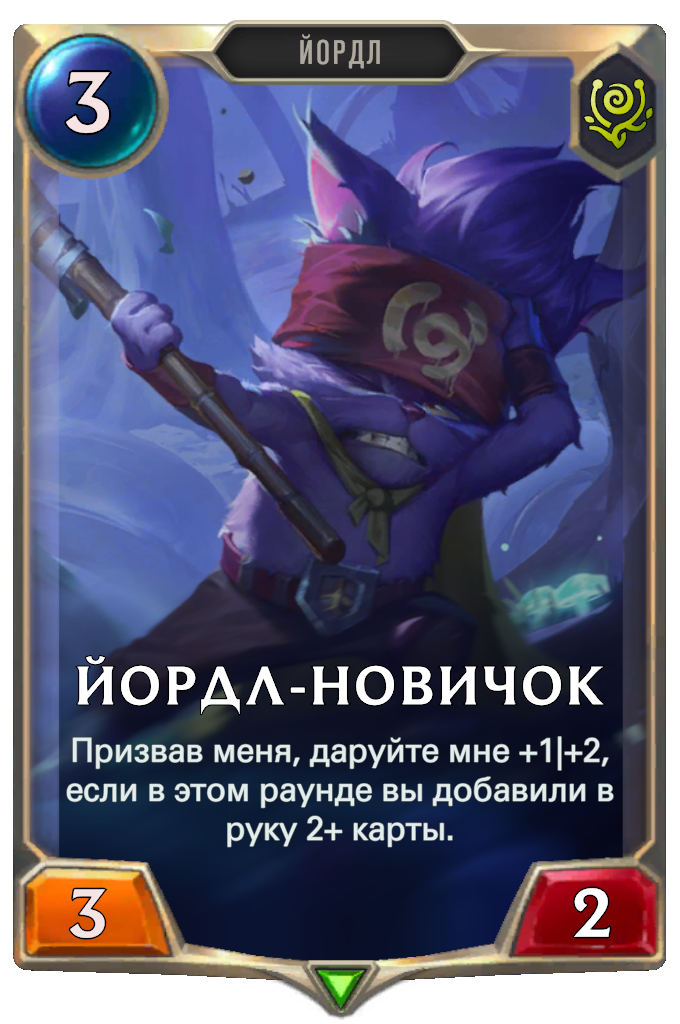 3
ЙОРДЛ
ЙОРДЛ-НОВИЧОК
Призвав меня, даруйте мне +1|+2,
если в этом раунде вы добавили в
руку 2+ карты.
3
2